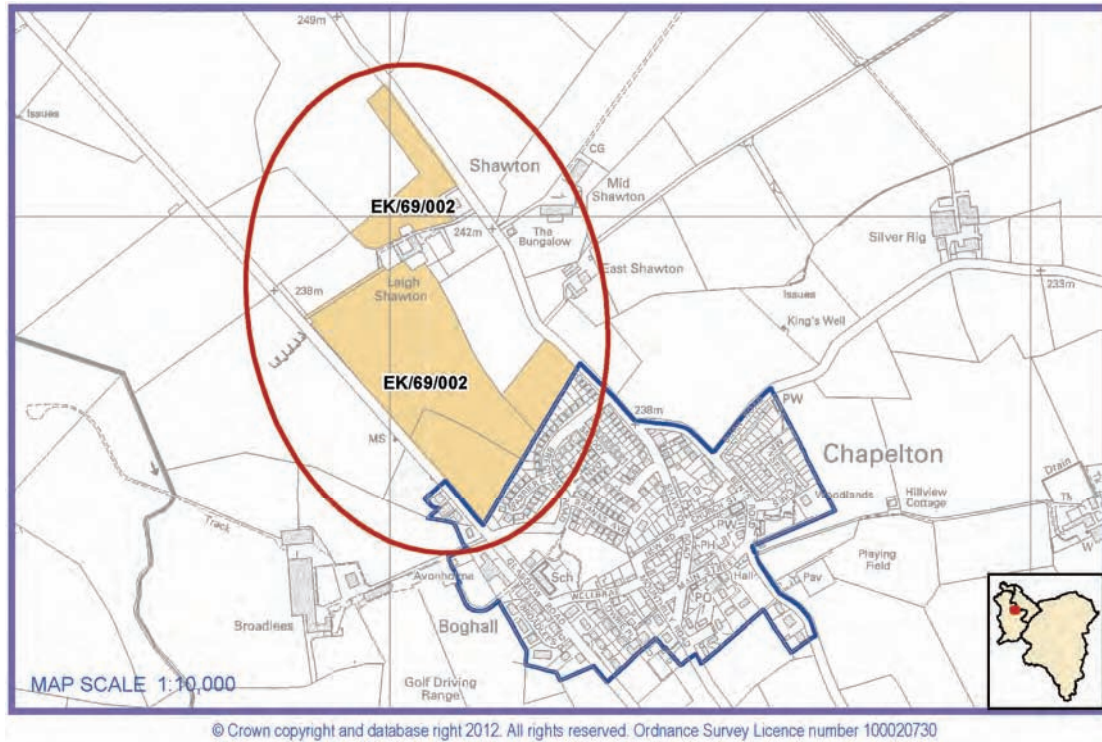 249m
Issues
Shawton
CG
Mid
Shawton
EK/69/002
242m
The
Bungalow
Silver Rig
Leigh
Shawton
East Shawton
238m
Issues
233m
King's Well
EK/69/002
238m
PW
MS
Chapelton
Drain
Woodlands
Hillview
Cottage
Tk
Track
PW
PH
Playing
Field
W
Avonholme
Sch
Hall
Pav
WELLBRAE
PO
Broadlees
Boghall
MAP SCALE 1:10,000
Golf Driving
Range
© Crown copyright and database right 2012. All rights reserved. Ordnance Survey Licence number 100020730